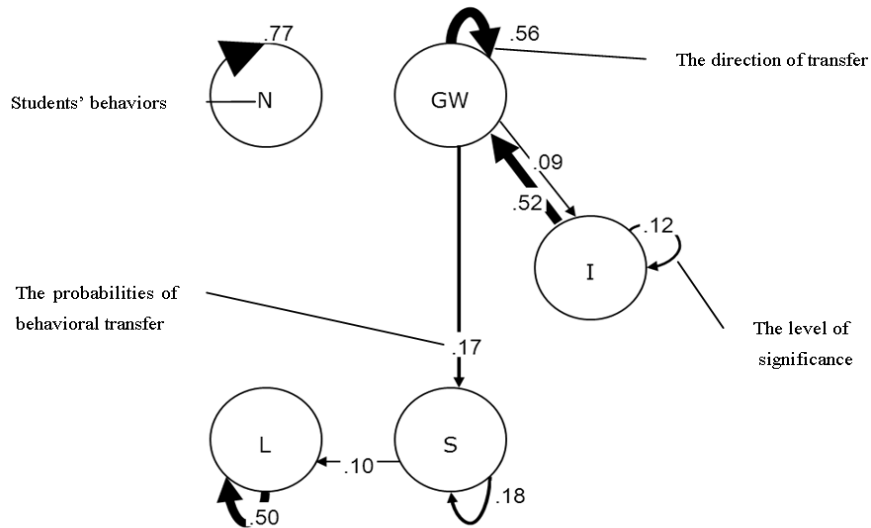 .77
.56
The direction of transfer
Students’ behaviors
N
GW
.09
.52
.12
I
The probabilities of
behavioral transfer
The level of
significance
.17
L
S
.10
.18
.50